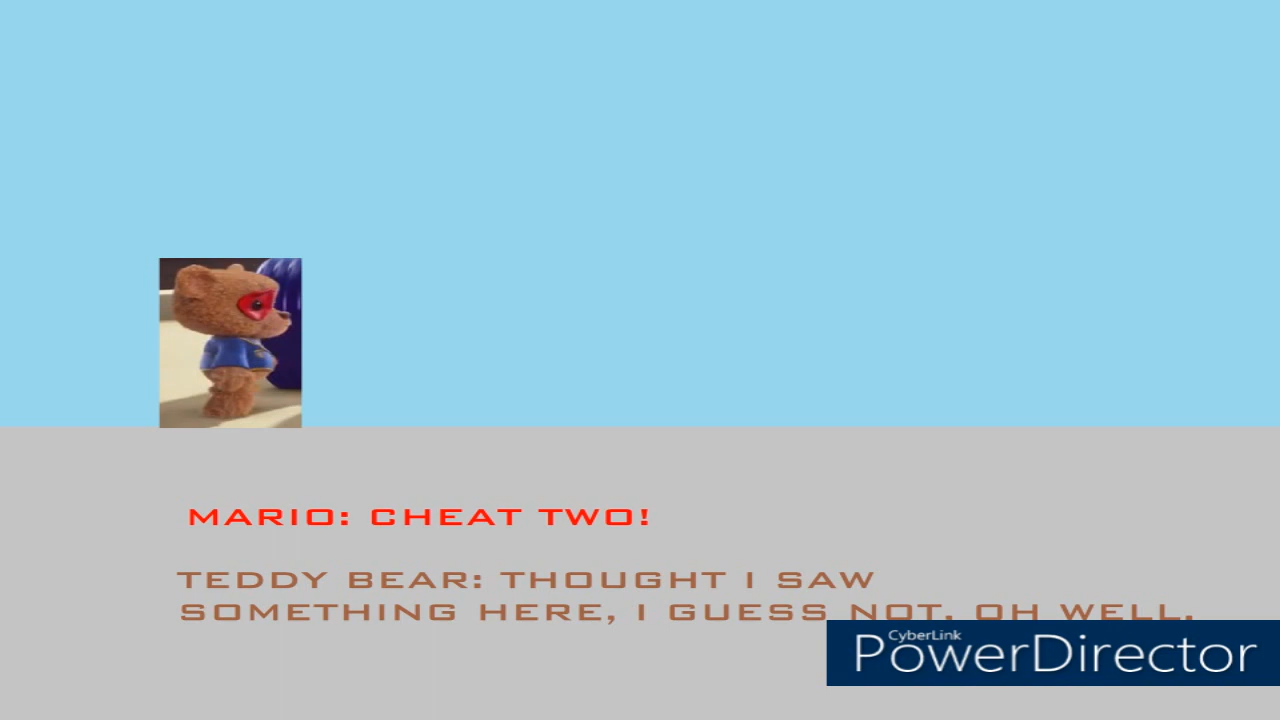 MARIO: CHEAT TWO!
TEDDY BEAR: THOUGHT I SAW
SOMETHING HERE, I GUESS NOT. OH WELL.
CyberLink
PowerDirector